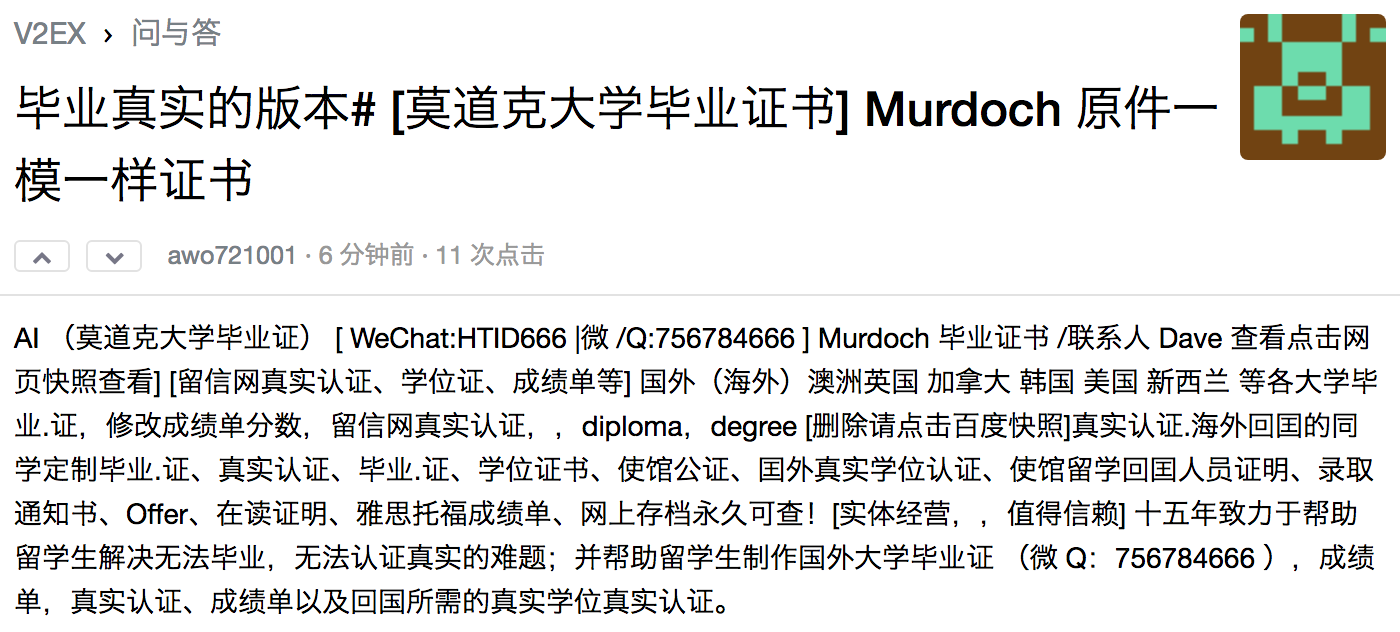 V2EX › 问与答
毕业真实的版本# [莫道克大学毕业证书] Murdoch 原件一
模一样证书
awo721001 · 6 分钟前 · 11 次点击
AI （莫道克大学毕业证） [ WeChat:HTID666 |微 /Q:756784666 ] Murdoch 毕业证书 /联系人 Dave 查看点击网
页快照查看] [留信网真实认证、学位证、成绩单等] 国外（海外）澳洲英国 加拿大 韩国 美国 新西兰 等各大学毕
业.证，修改成绩单分数，留信网真实认证，，diploma，degree [删除请点击百度快照]真实认证.海外回囯的同
学定制毕业.证、真实认证、毕业.证、学位证书、使馆公证、囯外真实学位认证、使馆留学回囯人员证明、录取
通知书、Offer、在读证明、雅思托福成绩单、网上存档永久可查！[实体经营，，值得信赖] 十五年致力于帮助
留学生解决无法毕业，无法认证真实的难题；并帮助留学生制作国外大学毕业证 （微 Q：756784666 ），成绩
单，真实认证、成绩单以及回国所需的真实学位真实认证。